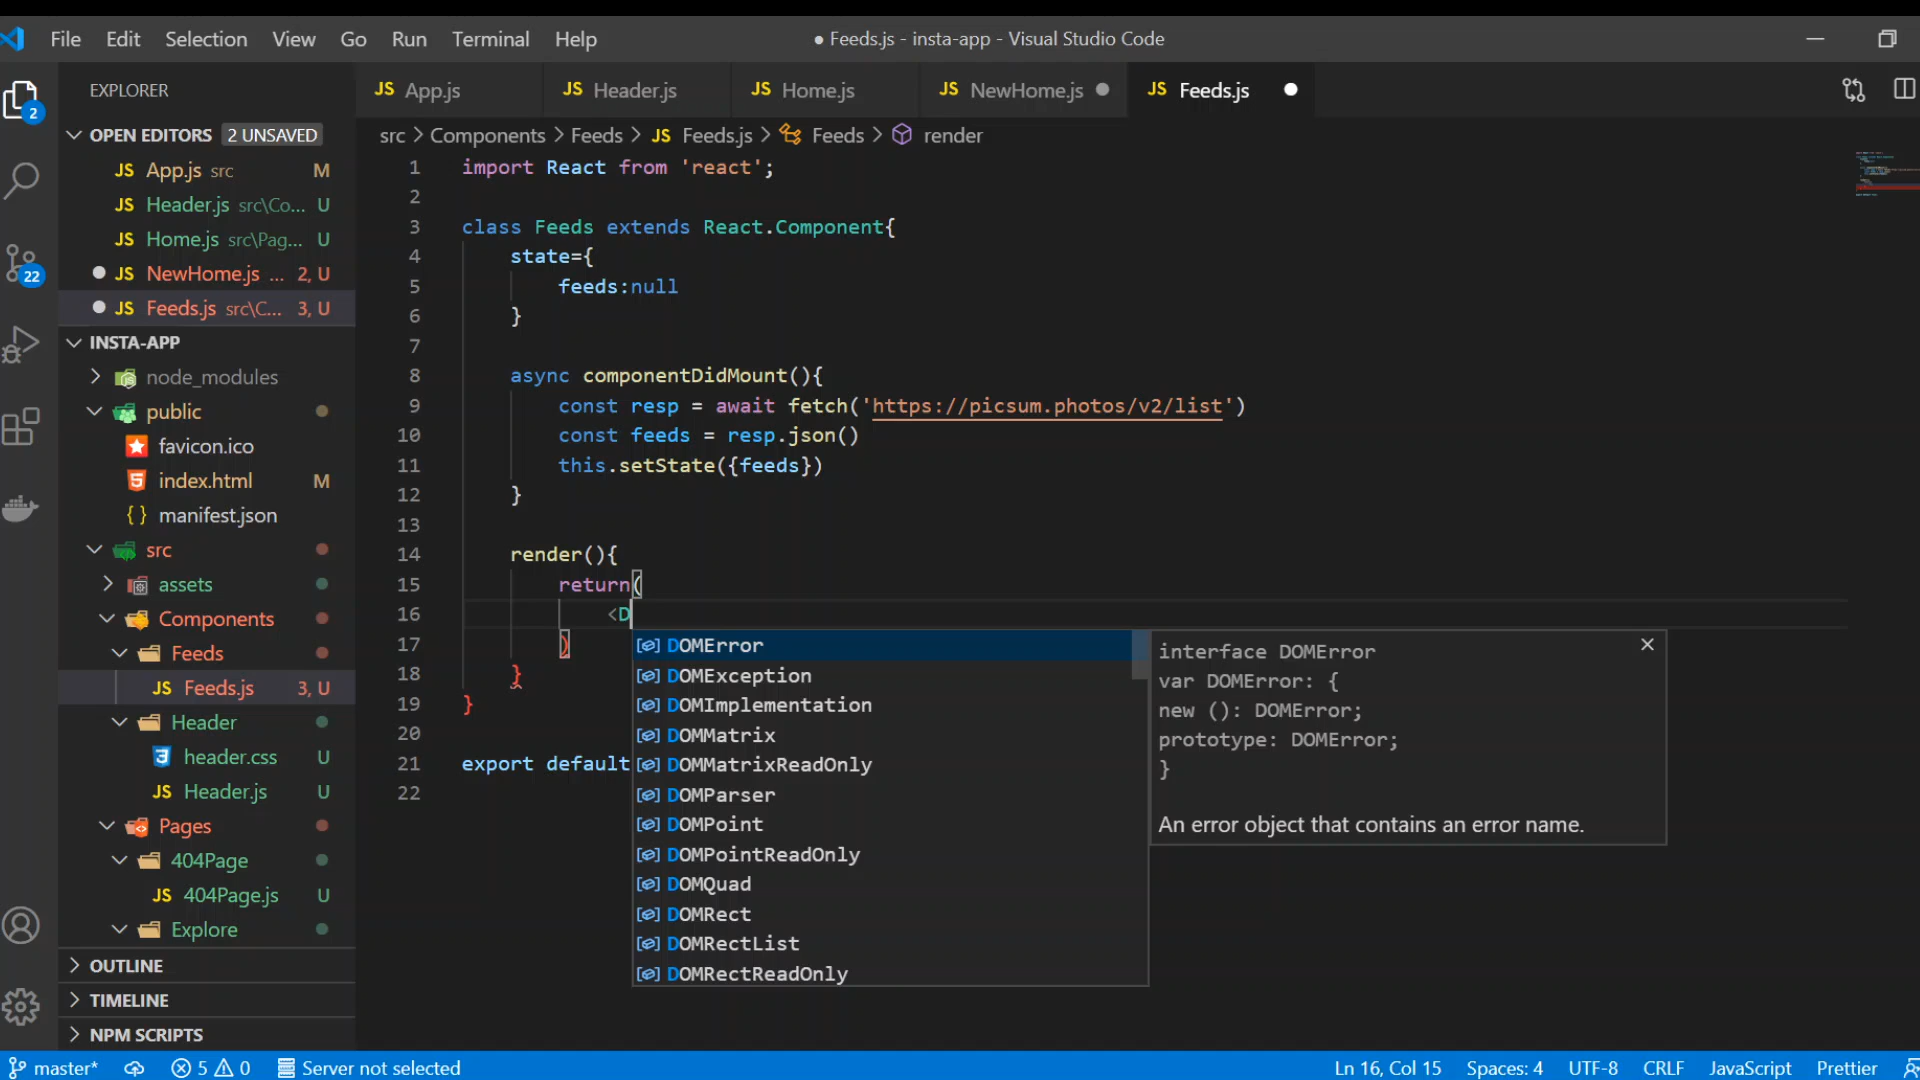 File Edit Selection View Go Run Terminal Help
● Feeds.js - insta-app - Visual Studio Code
EXPLORER
JS App.js
JS Header.js
JS Home.js
JS NewHome.js
JS Feeds.js
2
OPEN EDITORS 2 UNSAVED
JS App.js src M
JS Header.js src\Co... U
JS Home.js src\Pag... U
JS NewHome.js ... 2, U
JS Feeds.js src\C... 3, U
22
INSTA-APP
node_modules
public
favicon.ico
index.html M
manifest.json
src
assets
Components
Feeds
JS Feeds.js 3, U
Header
header.css U
JS Header.js U
Pages
404Page
JS 404Page.js U
Explore
OUTLINE
TIMELINE
NPM SCRIPTS
src > Components > Feeds > JS Feeds.js > Feeds > render
1 import React from 'react';
2
3 class Feeds extends React.Component{
4 state={
5 feeds:null
6 }
7
8 async componentDidMount(){
9 const resp = await fetch('https://picsum.photos/v2/list')
10 const feeds = resp.json()
11 this.setState({feeds})
12 }
13
14 render(){
15 return(
16 <D
17 )
18 }
19 }
20
21 export default
22
DOMError
DOMException
DOMImplementation
DOMMatrix
DOMMatrixReadOnly
DOMParser
DOMPoint
DOMPointReadOnly
DOMQuad
DOMRect
DOMRectList
DOMRectReadOnly
interface DOMError
var DOMError: {
new (): DOMError;
prototype: DOMError;
}
An error object that contains an error name.
master* 5 0 Server not selected
Ln 16, Col 15 Spaces: 4 UTF-8 CRLF JavaScript Prettier